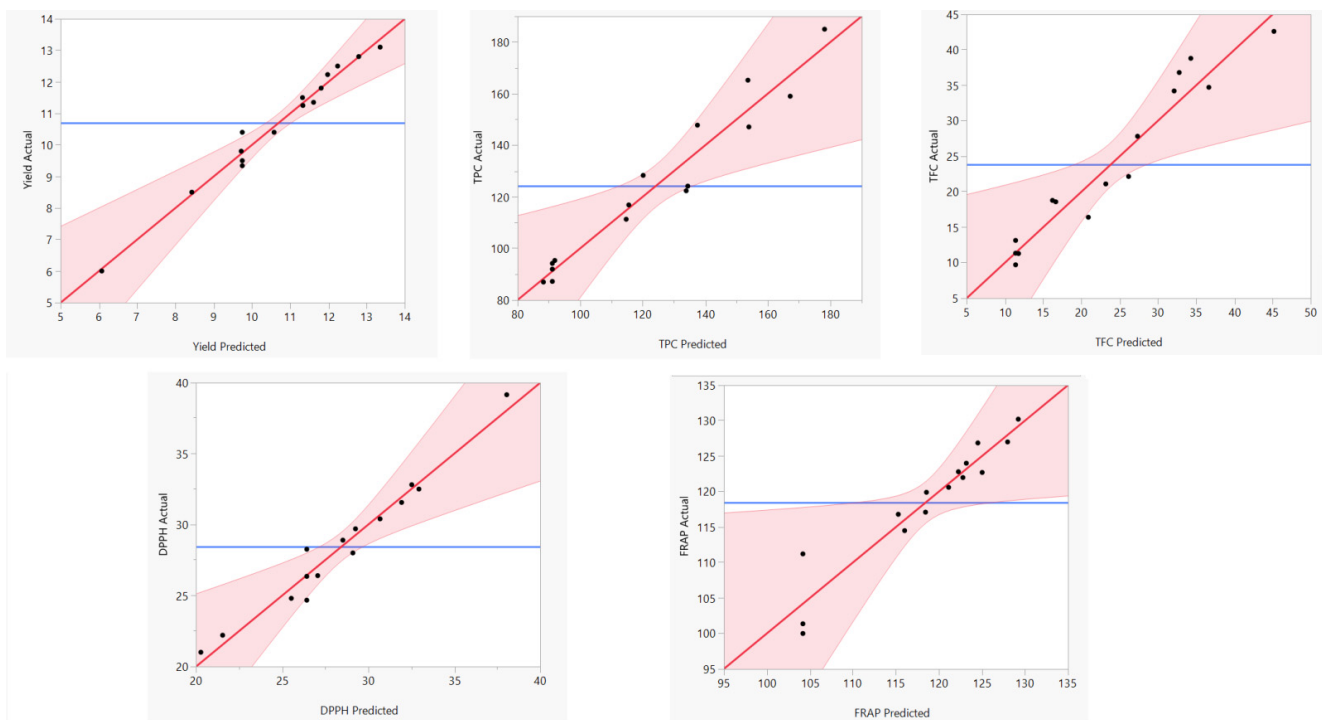 14
13
12
11
10
9
8
7
6
5
Yield Actual
5 6 7 8 9 10 11 12 13 14
Yield Predicted
180
160
140
120
100
80
TPC Actual
80 100 120 140 160 180
TPC Predicted
45
40
35
30
25
20
15
10
5
TFC Actual
5 10 15 20 25 30 35 40 45 50
TFC Predicted
40
35
30
25
20
DPPH Actual
20 25 30 35 40
DPPH Predicted
135
130
125
120
115
110
105
100
95
FRAP Actual
95 100 105 110 115 120 125 130 135
FRAP Predicted